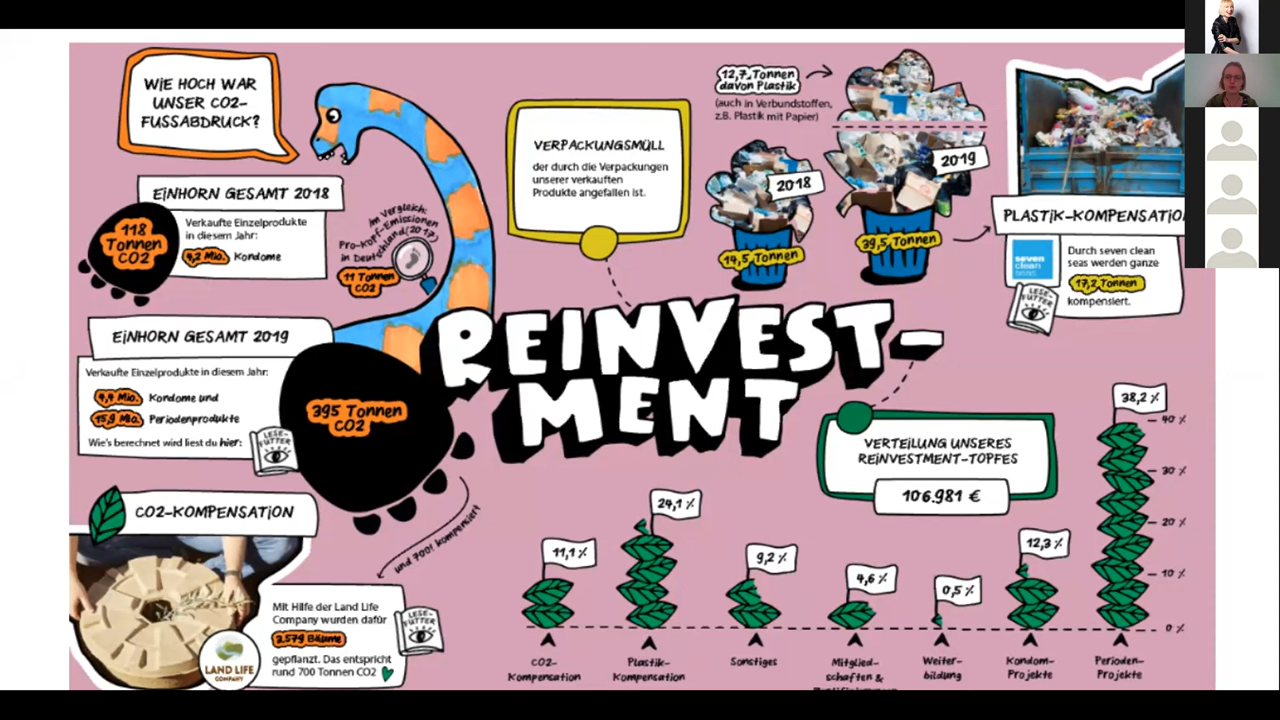 WIE HOCH WAR
UNSER CO2-
FUSSABDRUCK?
EINHORN GESAMT 2018
118
Tonnen
CO2
Verkaufte Einzelprodukte
in diesem Jahr:
4,2 Mio. Kondome
Im Vergleich:
Pro-Kopf-Emissionen
in Deutschland (2017)
11 Tonnen
CO2
EINHORN GESAMT 2019
Verkaufte Einzelprodukte in diesem Jahr:
4,4 Mio. Kondome und
15,9 Mio. Periodenprodukte
Wie's berechnet wird liest du hier:
LESE-
FUTTER
395 Tonnen
CO2
CO2-KOMPENSATION
und 700t kompensiert
Mit Hilfe der Land Life
Company wurden dafür
3.579 Bäume
gepflanzt. Das entspricht
rund 700 Tonnen CO2
LAND LIFE
COMPANY
LESE-
FUTTER
VERPACKUNGSMÜLL
der durch die Verpackungen
unserer verkauften
Produkte angefallen ist.
12,7 Tonnen
davon Plastik
(auch in Verbundstoffen,
z.B. Plastik mit Papier)
2018
14,5 Tonnen
2019
39,5 Tonnen
PLASTIK-KOMPENSATION
seven
clean
seas
Durch seven clean
seas werden ganze
17,2 Tonnen
kompensiert.
LESE-
FUTTER
REINVEST-
MENT
VERTEILUNG UNSERES
REINVESTMENT-TOPFES
106.981 €
11,1 %
24,1 %
9,2 %
4,6 %
0,5 %
12,3 %
38,2 %
40 %
30 %
20 %
10 %
0 %
CO2-
Kompensation
Plastik-
Kompensation
Sonstiges
Mitglied-
schaften &
Weiter-
bildung
Kondom-
Projekte
Perioden-
Projekte